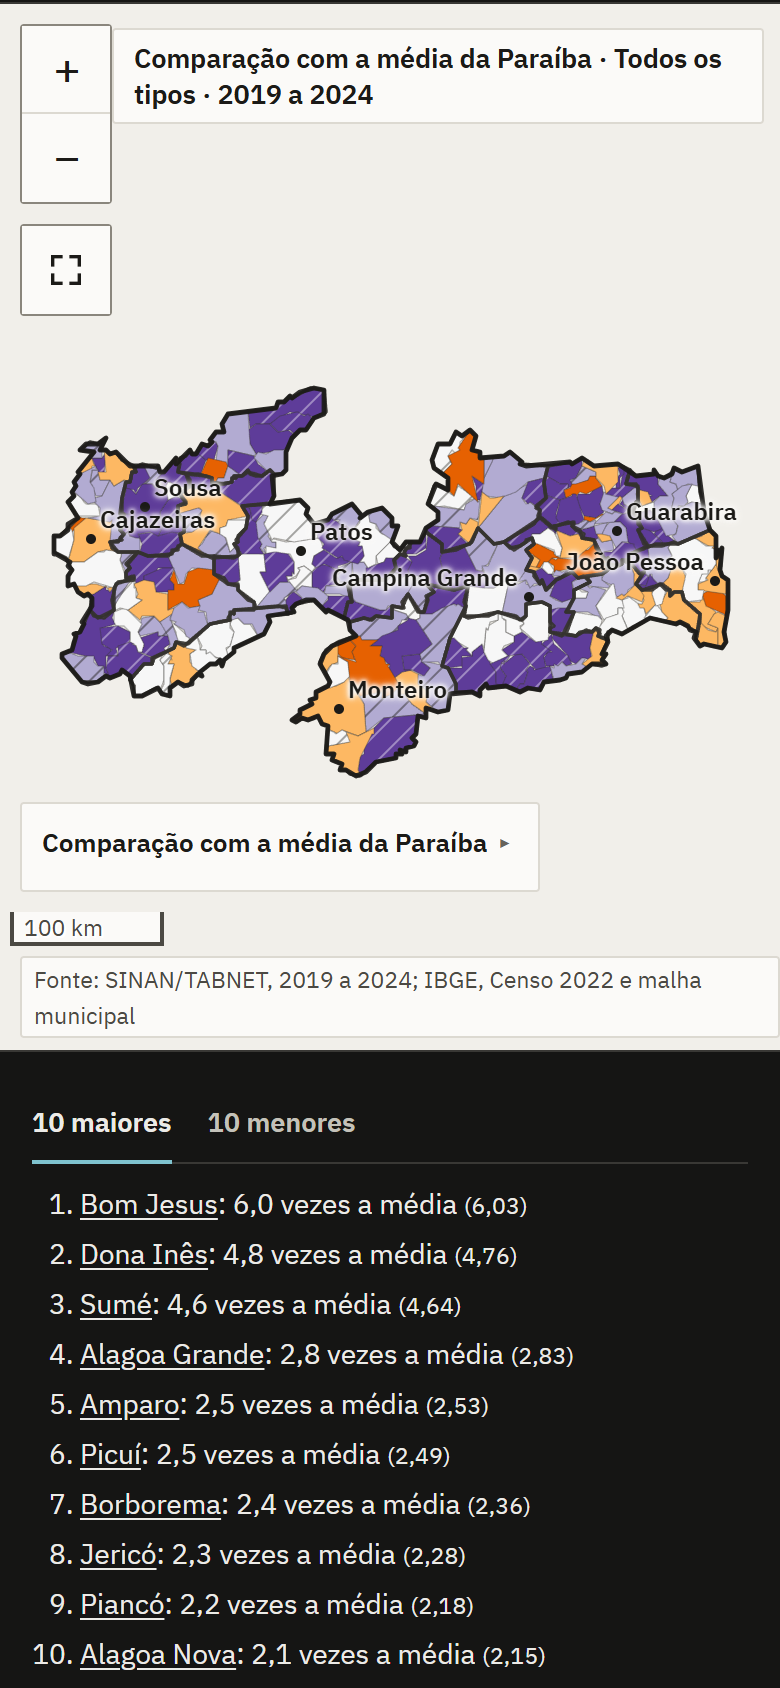 +
Comparação com a média da Paraíba · Todos os
tipos · 2019 a 2024
−
Sousa
Cajazeiras
Patos
Guarabira
João Pessoa
Campina Grande
Monteiro
Comparação com a média da Paraíba ▸
100 km
Fonte: SINAN/TABNET, 2019 a 2024; IBGE, Censo 2022 e malha
municipal
10 maiores 10 menores
1. Bom Jesus: 6,0 vezes a média (6,03)
2. Dona Inês: 4,8 vezes a média (4,76)
3. Sumé: 4,6 vezes a média (4,64)
4. Alagoa Grande: 2,8 vezes a média (2,83)
5. Amparo: 2,5 vezes a média (2,53)
6. Picuí: 2,5 vezes a média (2,49)
7. Borborema: 2,4 vezes a média (2,36)
8. Jericó: 2,3 vezes a média (2,28)
9. Piancó: 2,2 vezes a média (2,18)
10. Alagoa Nova: 2,1 vezes a média (2,15)